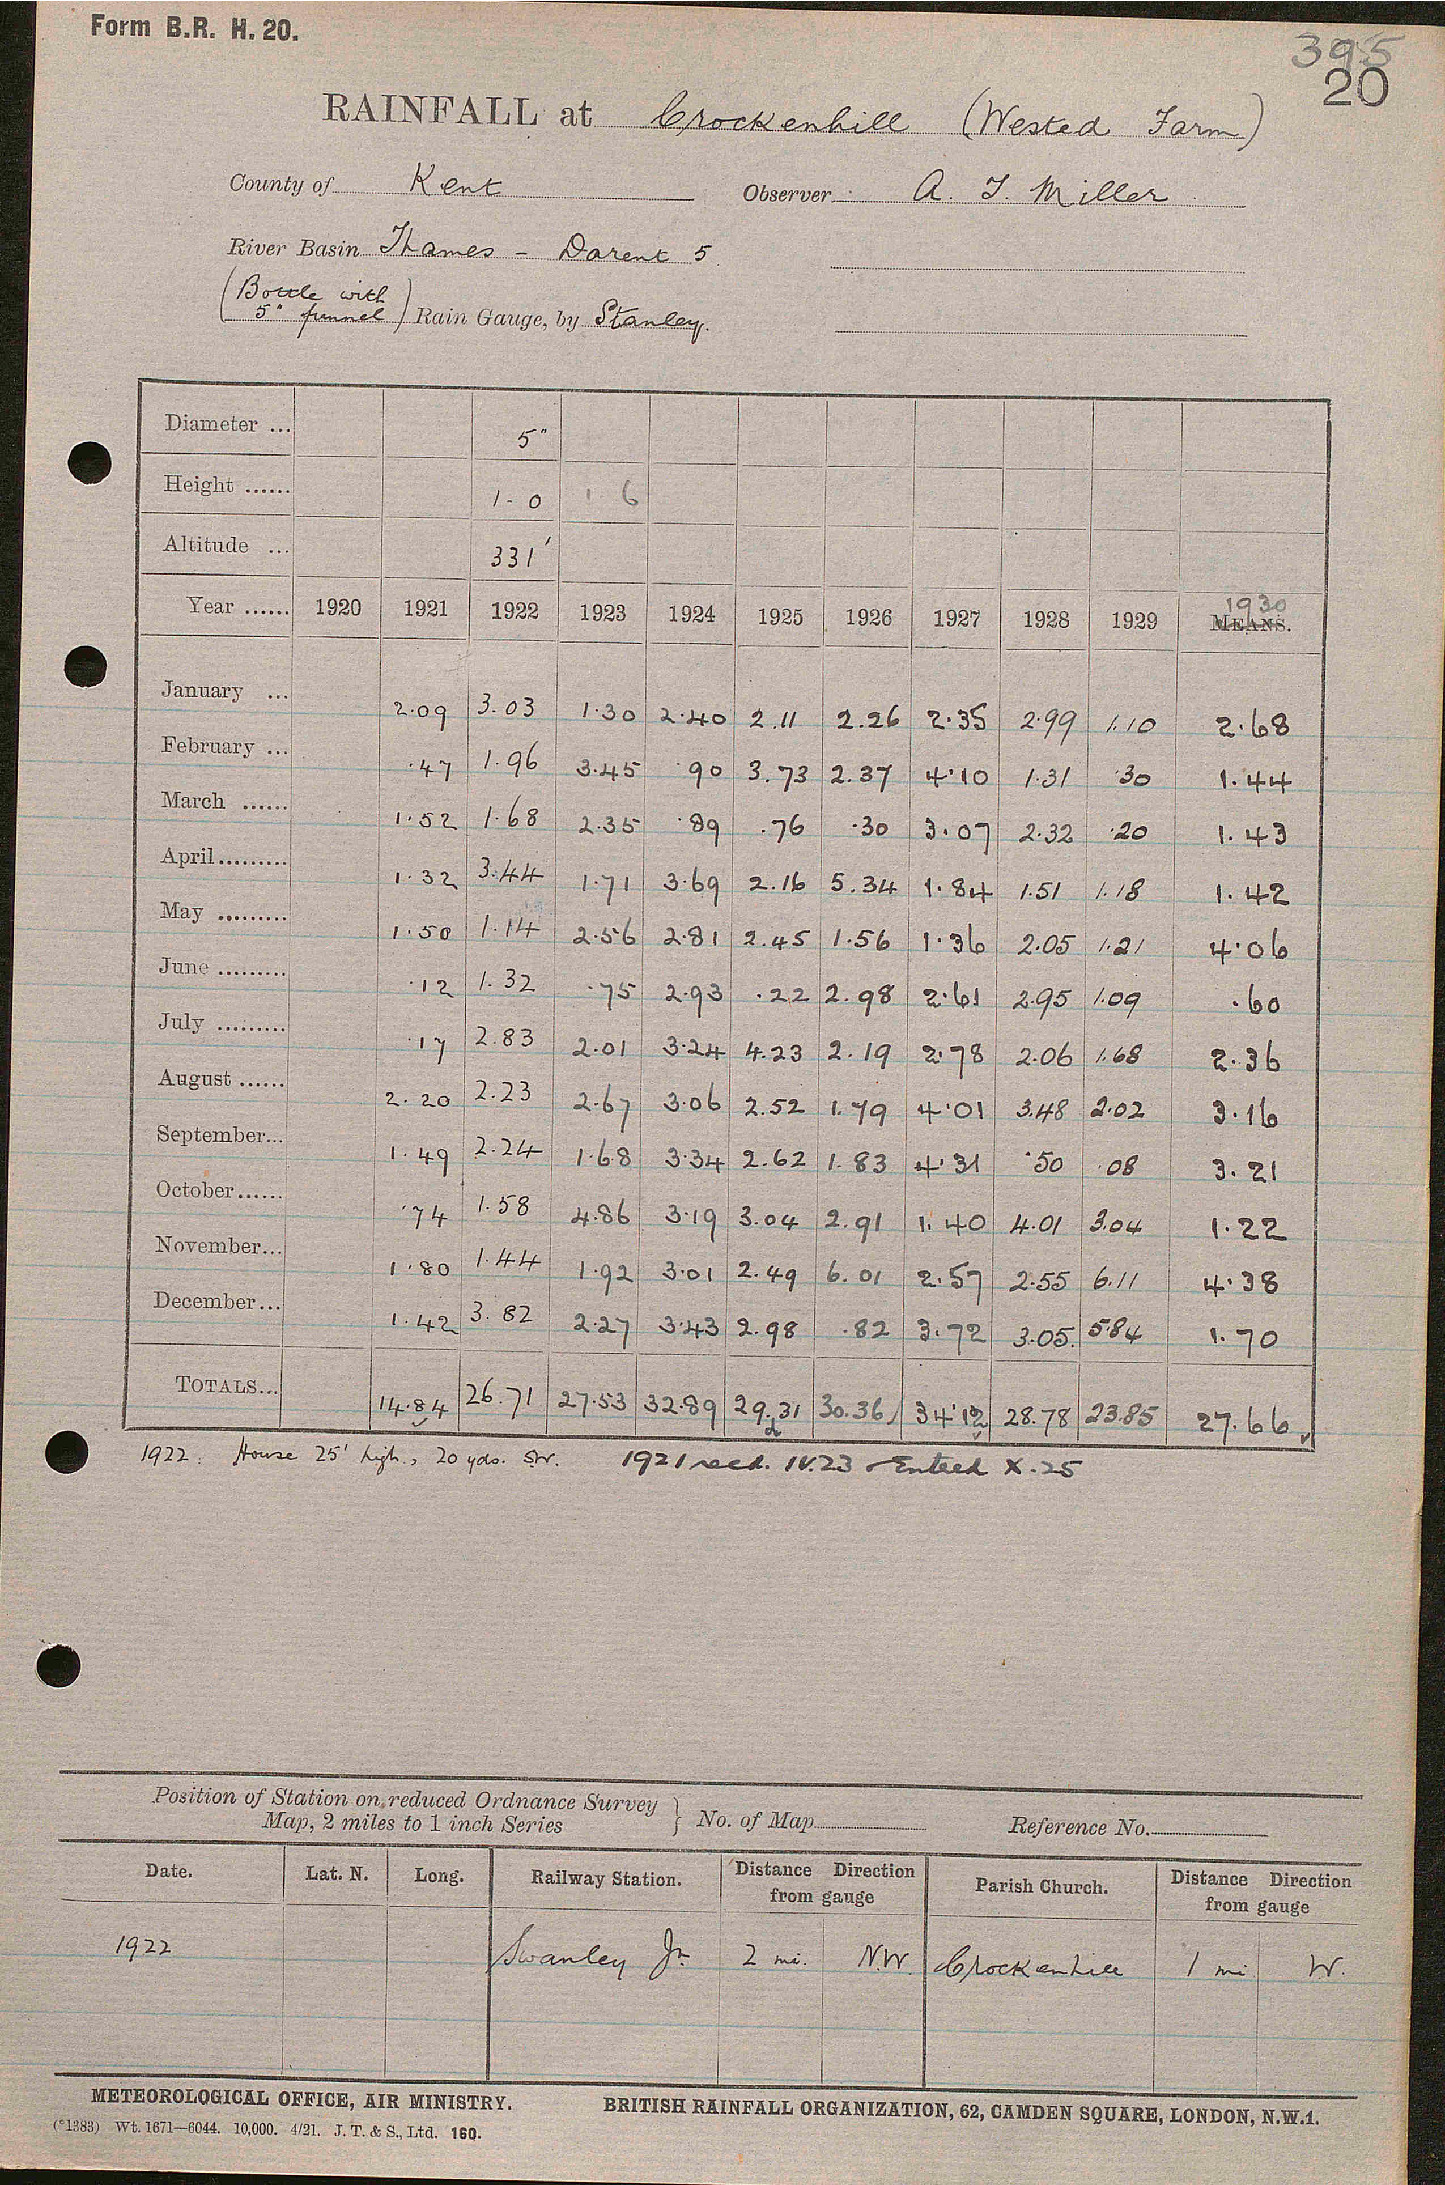 Form B.R. H. 20.
395
20
RAINFALL at Crockenhill (Wested Farm)
County of Kent Observer A. T. Miller
River Basin Thames - Darent 5
(Bottle with 5" funnel) Rain Gauge, by Stanley.
Diameter ... 5"
Height ...... 1-0 1 6
Altitude ... 331'
Year ...... 1920 1921 1922 1923 1924 1925 1926 1927 1928 1929 1930 MEANS.
January ... 2.09 3.03 1.30 2.40 2.11 2.26 2.35 2.99 1.10 2.68
February ... .47 1.96 3.45 .90 3.73 2.37 4.10 1.31 .30 1.44
March ...... 1.52 1.68 2.35 .89 .76 .30 3.07 2.32 .20 1.43
April......... 1.32 3.44 1.71 3.69 2.16 5.34 1.84 1.51 1.18 1.42
May ......... 1.50 1.14 2.56 2.81 2.45 1.56 1.36 2.05 1.21 4.06
June ......... .12 1.32 .75 2.93 .22 2.98 2.61 2.95 1.09 .60
July ......... .17 2.83 2.01 3.24 4.23 2.19 2.78 2.06 1.68 2.36
August ...... 2.20 2.23 2.67 3.06 2.52 1.79 4.01 3.48 2.02 3.16
September... 1.49 2.24 1.68 3.34 2.62 1.83 4.31 .50 .08 3.21
October...... .74 1.58 4.86 3.19 3.04 2.91 1.40 4.01 3.04 1.22
November... 1.80 1.44 1.92 3.01 2.49 6.01 2.57 2.55 6.11 4.38
December... 1.42 3.82 2.27 3.43 2.98 .82 3.72 3.05 5.84 1.70
TOTALS... 14.84 26.71 27.53 32.89 29.31 30.36 34.12 28.78 23.85 27.66
1922. House 25' high., 20 yds. SW. 1921 recd. IV.23 Entered X.25
Position of Station on reduced Ordnance Survey
Map, 2 miles to 1 inch Series } No. of Map Reference No.
Date. Lat. N. Long. Railway Station. Distance Direction from gauge Parish Church. Distance Direction from gauge
1922 Swanley Jn. 2 mi. N.W. Crockenhill 1 mi W.
METEOROLOGICAL OFFICE, AIR MINISTRY. BRITISH RAINFALL ORGANIZATION, 62, CAMDEN SQUARE, LONDON, N.W.1.
(*1383) Wt. 1671—6044. 10,000. 4/21. J. T. & S., Ltd. 160.